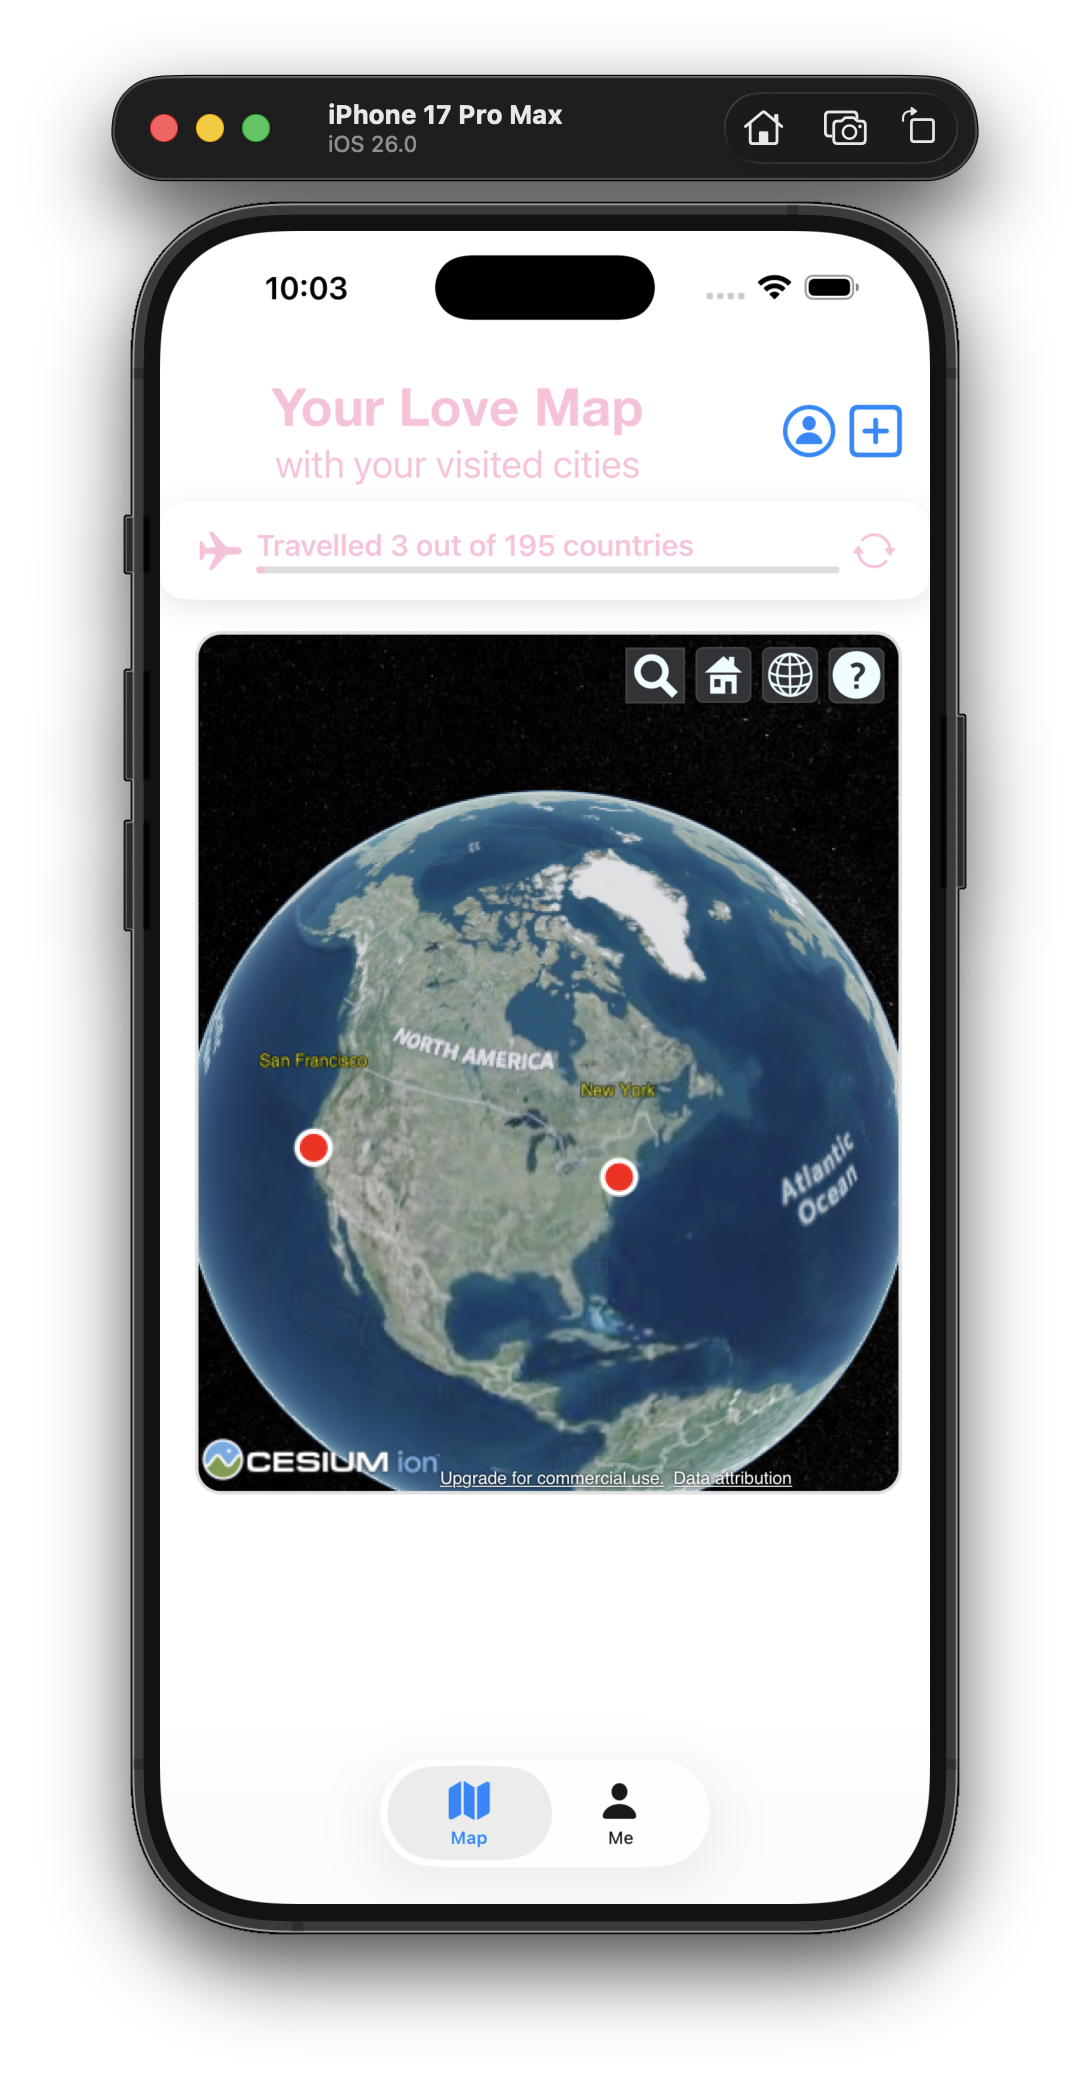 iPhone 17 Pro Max
iOS 26.0
10:03
Your Love Map
with your visited cities
Travelled 3 out of 195 countries
?
San Francisco
NORTH AMERICA
New York
Atlantic
Ocean
CESIUM ion
Upgrade for commercial use. Data attribution
Map
Me